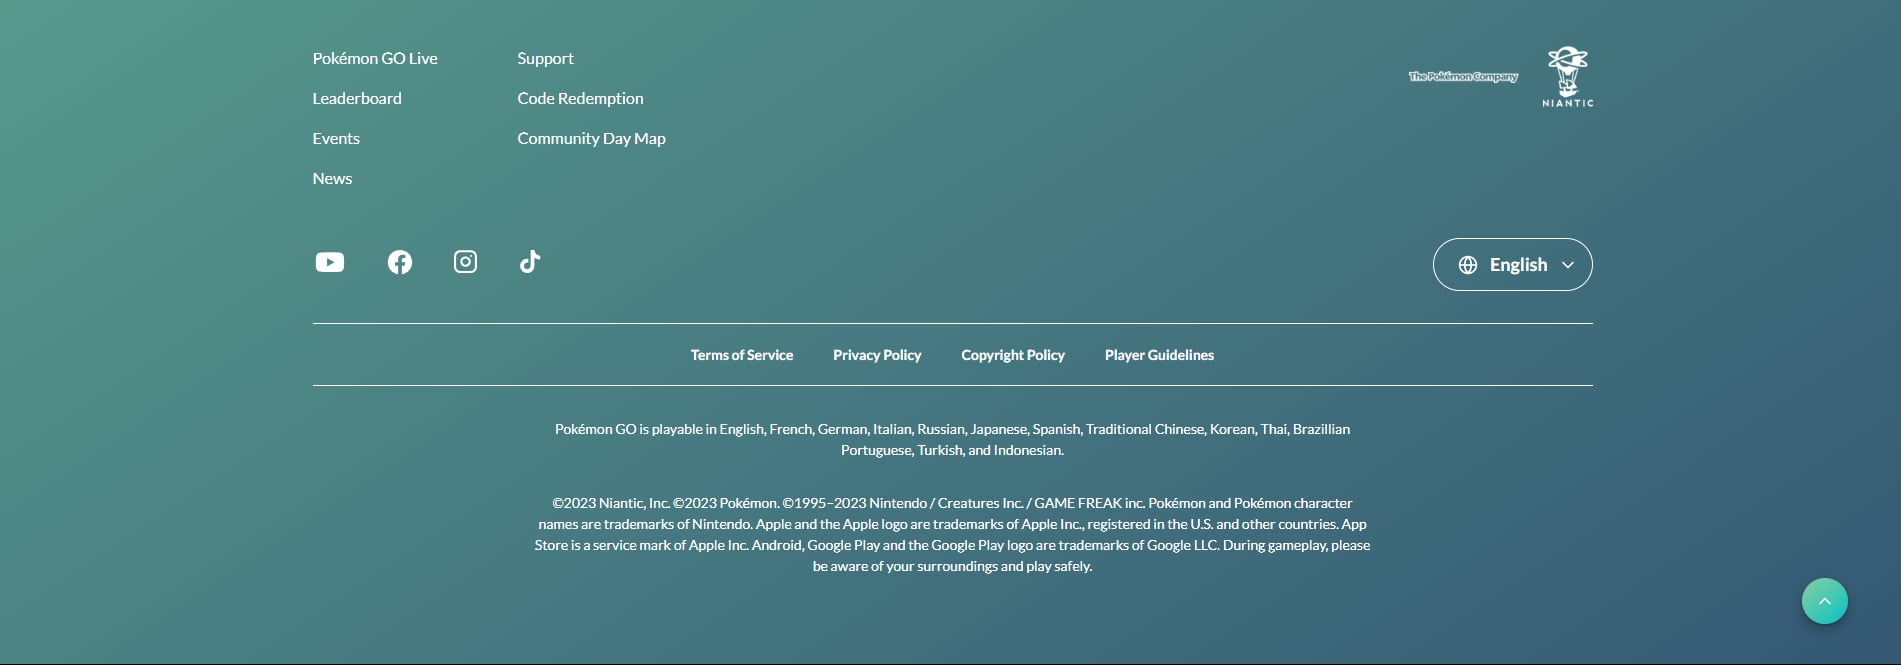 Pokémon GO Live
Leaderboard
Events
News
Support
Code Redemption
Community Day Map
The Pokémon Company
NIANTIC
English
Terms of Service
Privacy Policy
Copyright Policy
Player Guidelines
Pokémon GO is playable in English, French, German, Italian, Russian, Japanese, Spanish, Traditional Chinese, Korean, Thai, Brazillian
Portuguese, Turkish, and Indonesian.
©2023 Niantic, Inc. ©2023 Pokémon. ©1995–2023 Nintendo / Creatures Inc. / GAME FREAK inc. Pokémon and Pokémon character
names are trademarks of Nintendo. Apple and the Apple logo are trademarks of Apple Inc., registered in the U.S. and other countries. App
Store is a service mark of Apple Inc. Android, Google Play and the Google Play logo are trademarks of Google LLC. During gameplay, please
be aware of your surroundings and play safely.